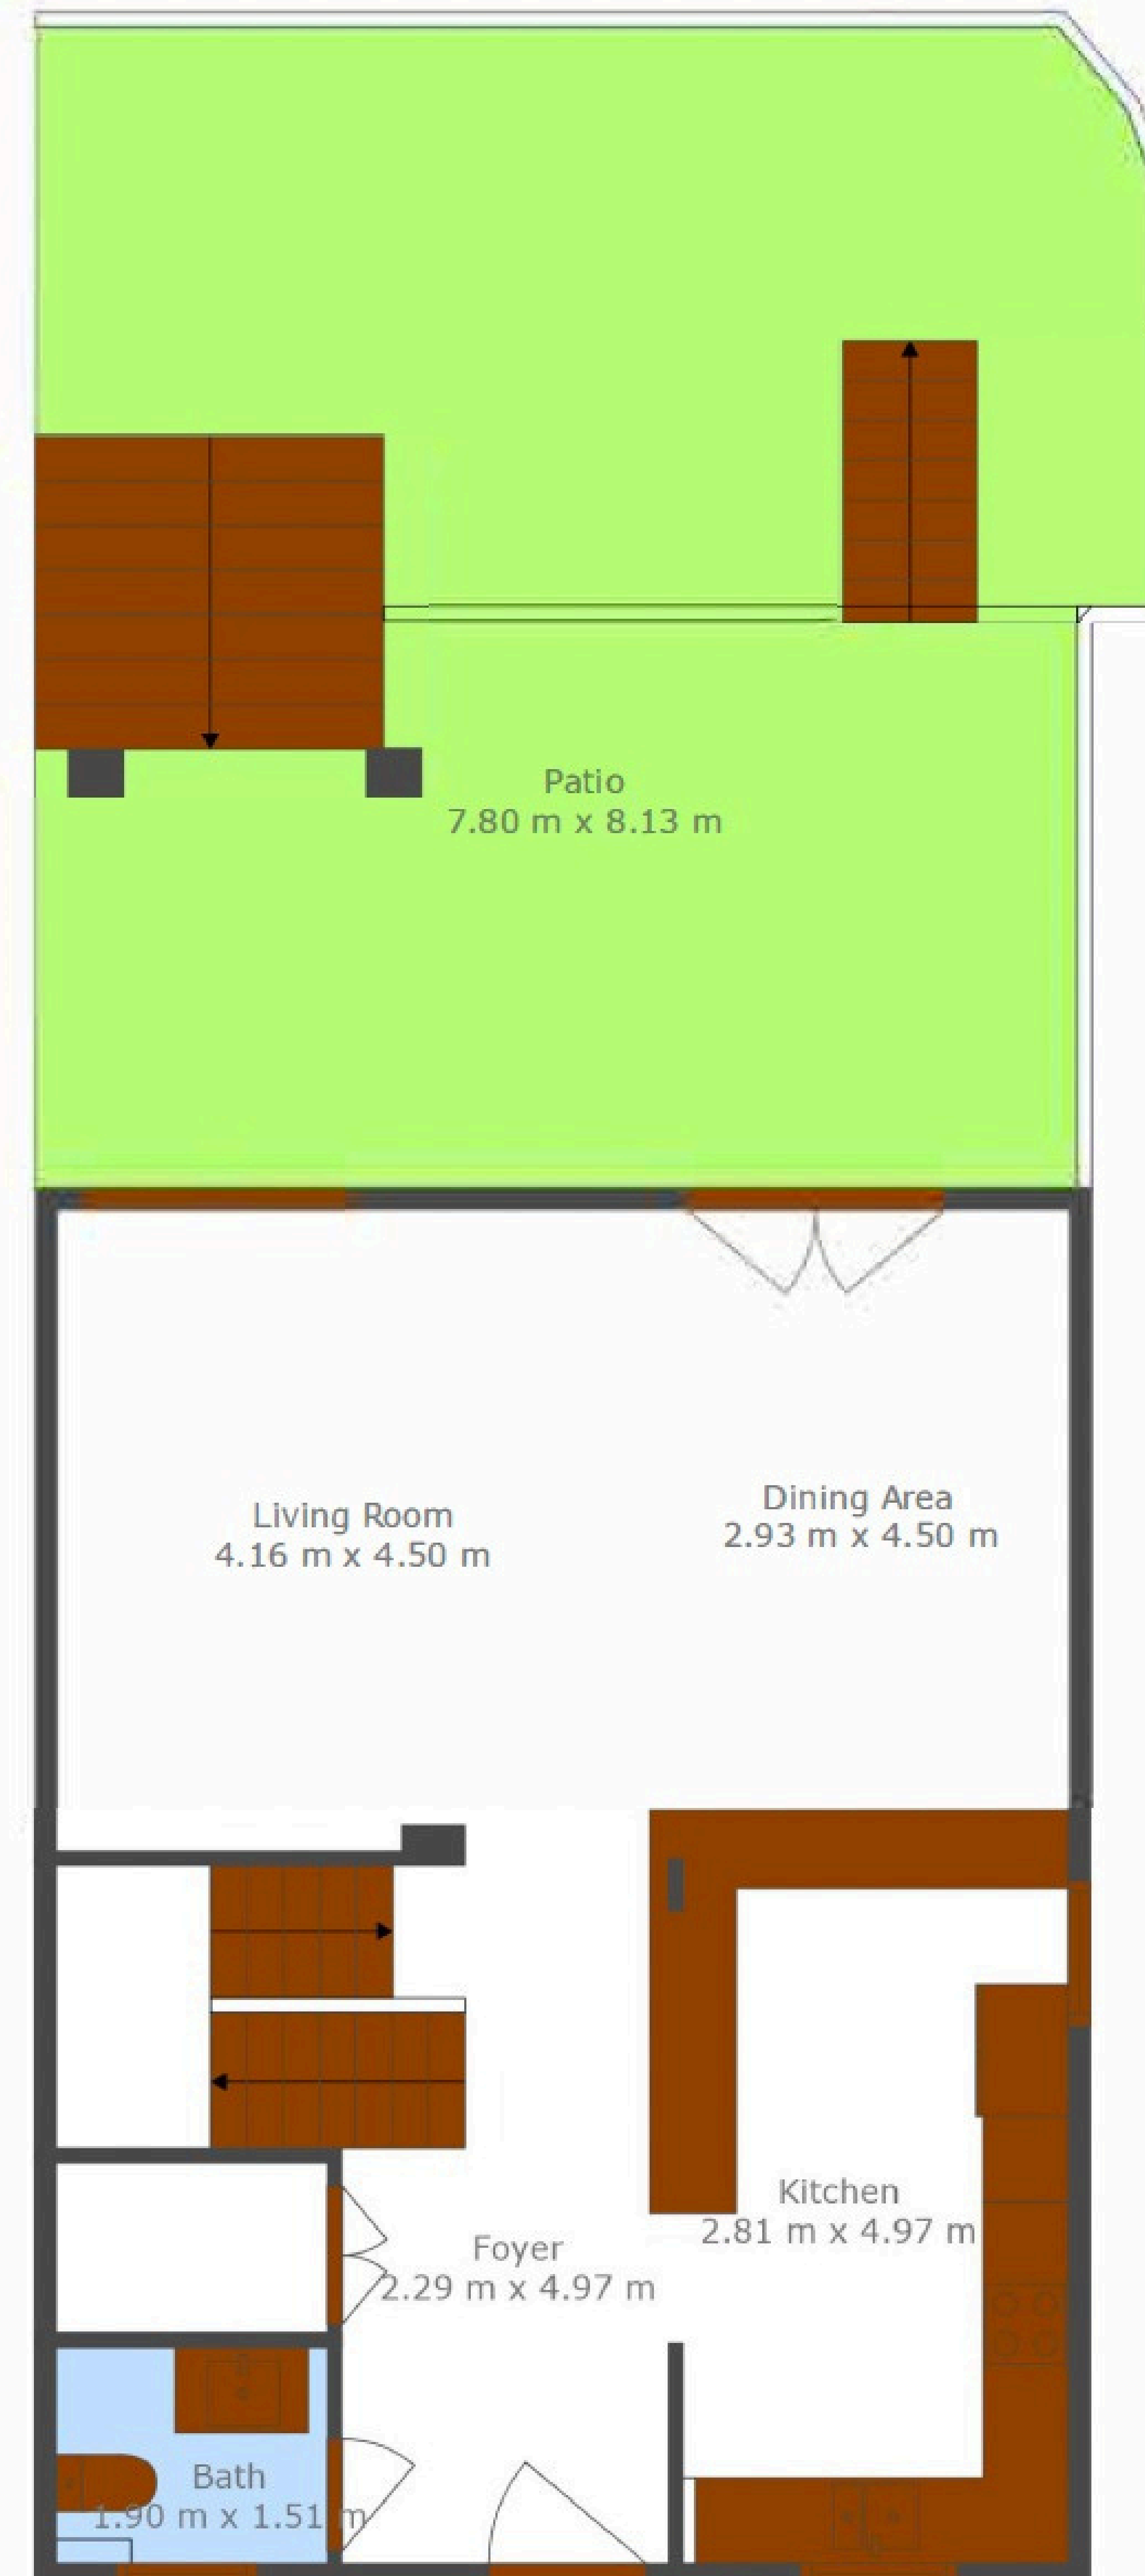 Patio
7.80 m x 8.13 m
Living Room
4.16 m x 4.50 m
Dining Area
2.93 m x 4.50 m
Kitchen
2.81 m x 4.97 m
Foyer
2.29 m x 4.97 m
Bath
1.90 m x 1.51 m